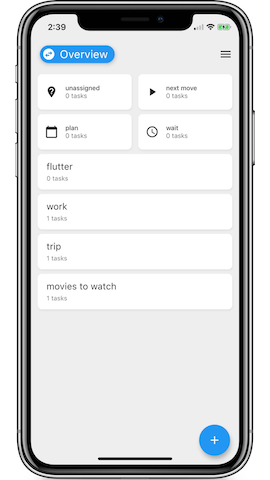 2:39
Overview
unassigned
0 tasks
next move
0 tasks
plan
0 tasks
wait
0 tasks
flutter
0 tasks
work
1 tasks
trip
1 tasks
movies to watch
1 tasks
+